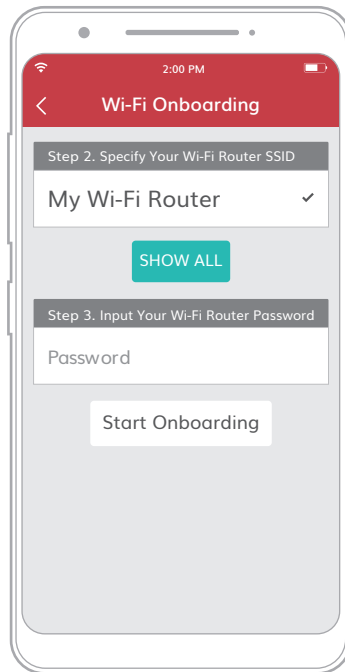 2:00 PM
Wi-Fi Onboarding
Step 2. Specify Your Wi-Fi Router SSID
My Wi-Fi Router
SHOW ALL
Step 3. Input Your Wi-Fi Router Password
Password
Start Onboarding